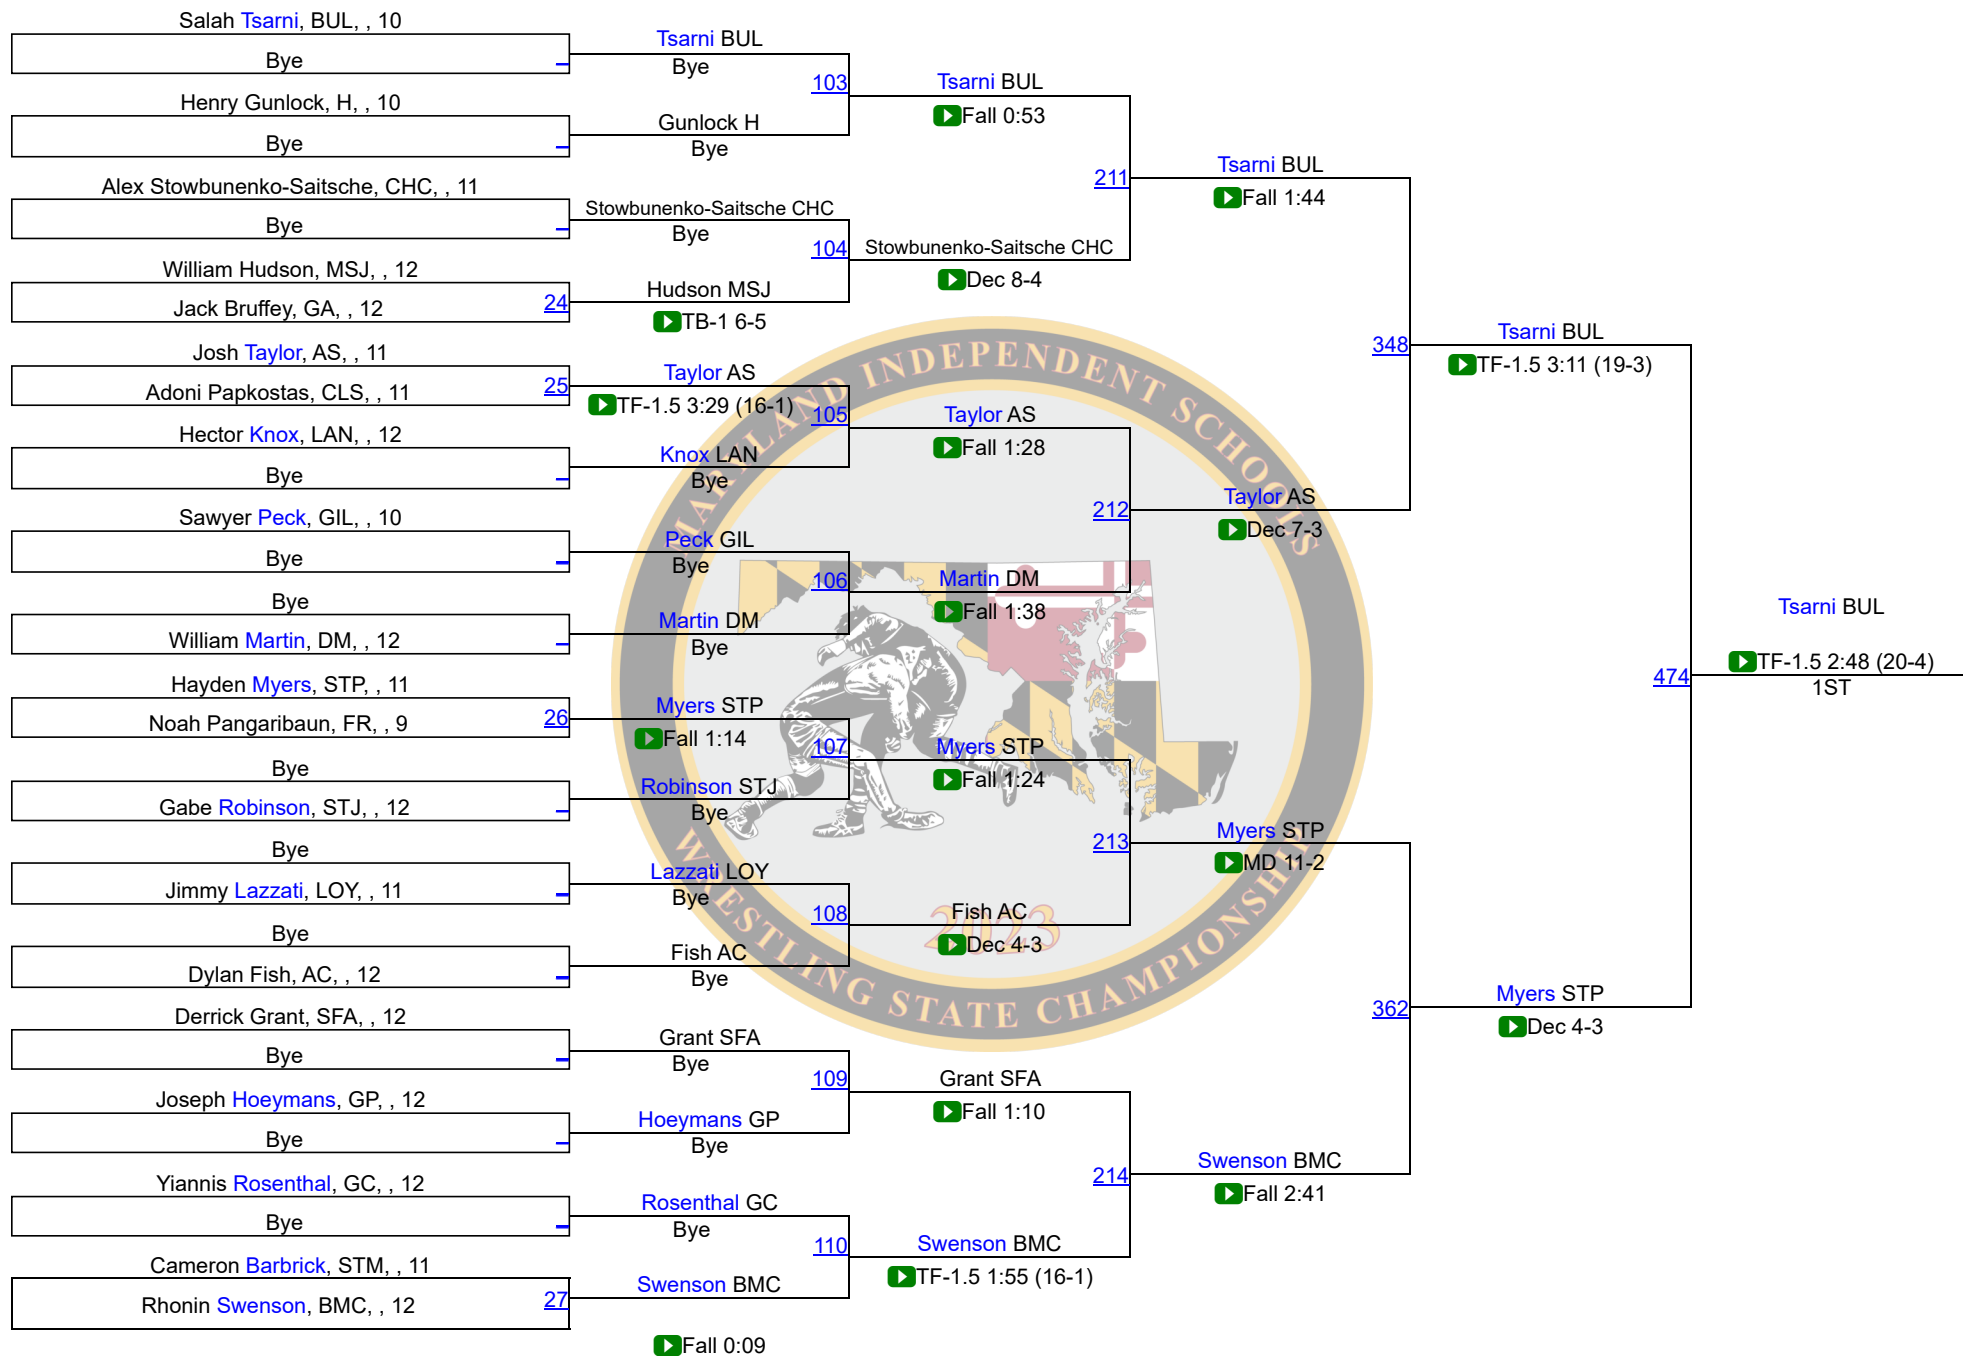 Salah Tsarni, BUL, , 10
Bye
Henry Gunlock, H, , 10
Bye
Alex Stowbunenko-Saitsche, CHC, , 11
Bye
William Hudson, MSJ, , 12
Jack Bruffey, GA, , 12
24
Josh Taylor, AS, , 11
Adoni Papkostas, CLS, , 11
25
Hector Knox, LAN, , 12
Bye
Sawyer Peck, GIL, , 10
Bye
Bye
William Martin, DM, , 12
Hayden Myers, STP, , 11
Noah Pangaribaun, FR, , 9
26
Bye
Gabe Robinson, STJ, , 12
Bye
Jimmy Lazzati, LOY, , 11
Bye
Dylan Fish, AC, , 12
Derrick Grant, SFA, , 12
Bye
Joseph Hoeymans, GP, , 12
Bye
Yiannis Rosenthal, GC, , 12
Bye
Cameron Barbrick, STM, , 11
Rhonin Swenson, BMC, , 12
27
Tsarni BUL
Bye
103
Gunlock H
Bye
Stowbunenko-Saitsche CHC
Bye
104
Hudson MSJ
TB-1 6-5
Taylor AS
TF-1.5 3:29 (16-1)
105
Knox LAN
Bye
Peck GIL
Bye
106
Martin DM
Bye
Myers STP
Fall 1:14
107
Robinson STJ
Bye
Lazzati LOY
Bye
108
Fish AC
Bye
Grant SFA
Bye
109
Hoeymans GP
Bye
Rosenthal GC
Bye
110
Swenson BMC
Fall 0:09
Tsarni BUL
Fall 0:53
211
Stowbunenko-Saitsche CHC
Dec 8-4
Taylor AS
Fall 1:28
212
Martin DM
Fall 1:38
Myers STP
Fall 1:24
213
Fish AC
Dec 4-3
Grant SFA
Fall 1:10
214
Swenson BMC
TF-1.5 1:55 (16-1)
Tsarni BUL
Fall 1:44
348
Taylor AS
Dec 7-3
Myers STP
MD 11-2
362
Swenson BMC
Fall 2:41
Tsarni BUL
TF-1.5 3:11 (19-3)
474
Myers STP
Dec 4-3
Tsarni BUL
TF-1.5 2:48 (20-4)
1ST
MARYLAND INDEPENDENT SCHOOLS
2023
WRESTLING STATE CHAMPIONSHIP